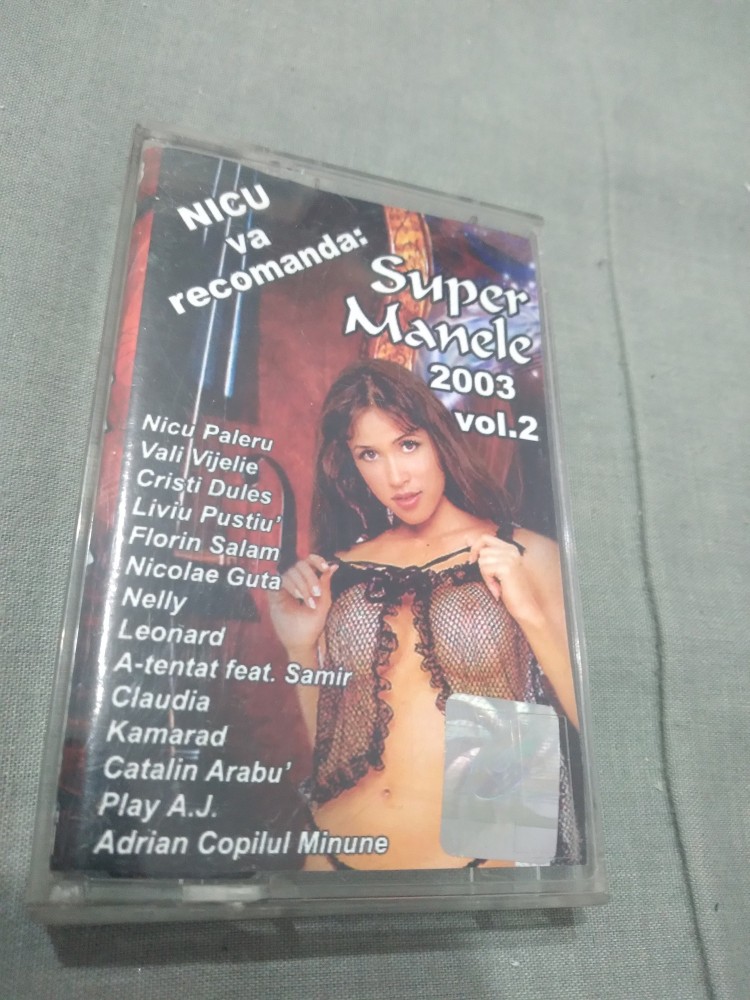 NICU
va
recomanda:
Super
Manele
2003
vol.2
Nicu Paleru
Vali Vijelie
Cristi Dules
Liviu Pustiu'
Florin Salam
Nicolae Guta
Nelly
Leonard
A-tentat feat. Samir
Claudia
Kamarad
Catalin Arabu'
Play A.J.
Adrian Copilul Minune